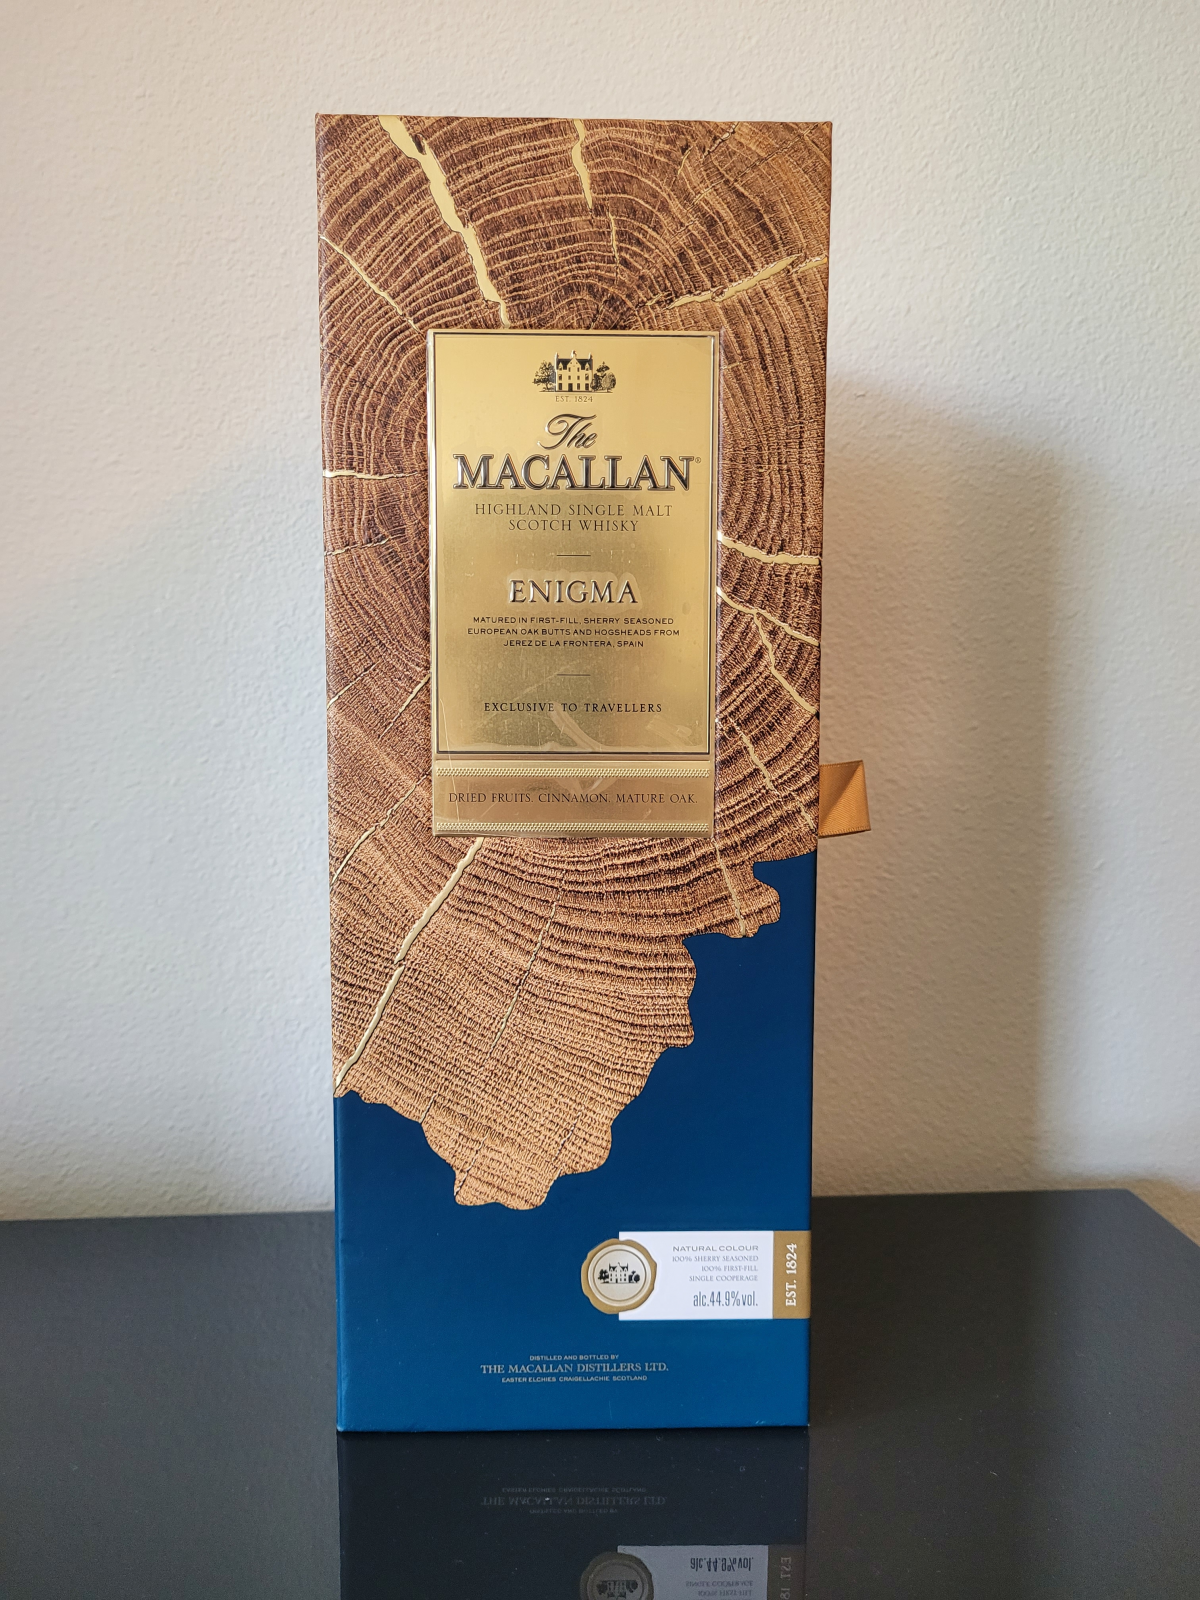 EST. 1824
The
MACALLAN®
HIGHLAND SINGLE MALT
SCOTCH WHISKY
ENIGMA
MATURED IN FIRST-FILL, SHERRY SEASONED
EUROPEAN OAK BUTTS AND HOGSHEADS FROM
JEREZ DE LA FRONTERA, SPAIN
EXCLUSIVE TO TRAVELLERS
DRIED FRUITS. CINNAMON. MATURE OAK.
NATURAL COLOUR
100% SHERRY SEASONED
100% FIRST-FILL
SINGLE COOPERAGE
alc.44.9%vol.
EST. 1824
DISTILLED AND BOTTLED BY
THE MACALLAN DISTILLERS LTD.
EASTER ELCHIES CRAIGELLACHIE SCOTLAND